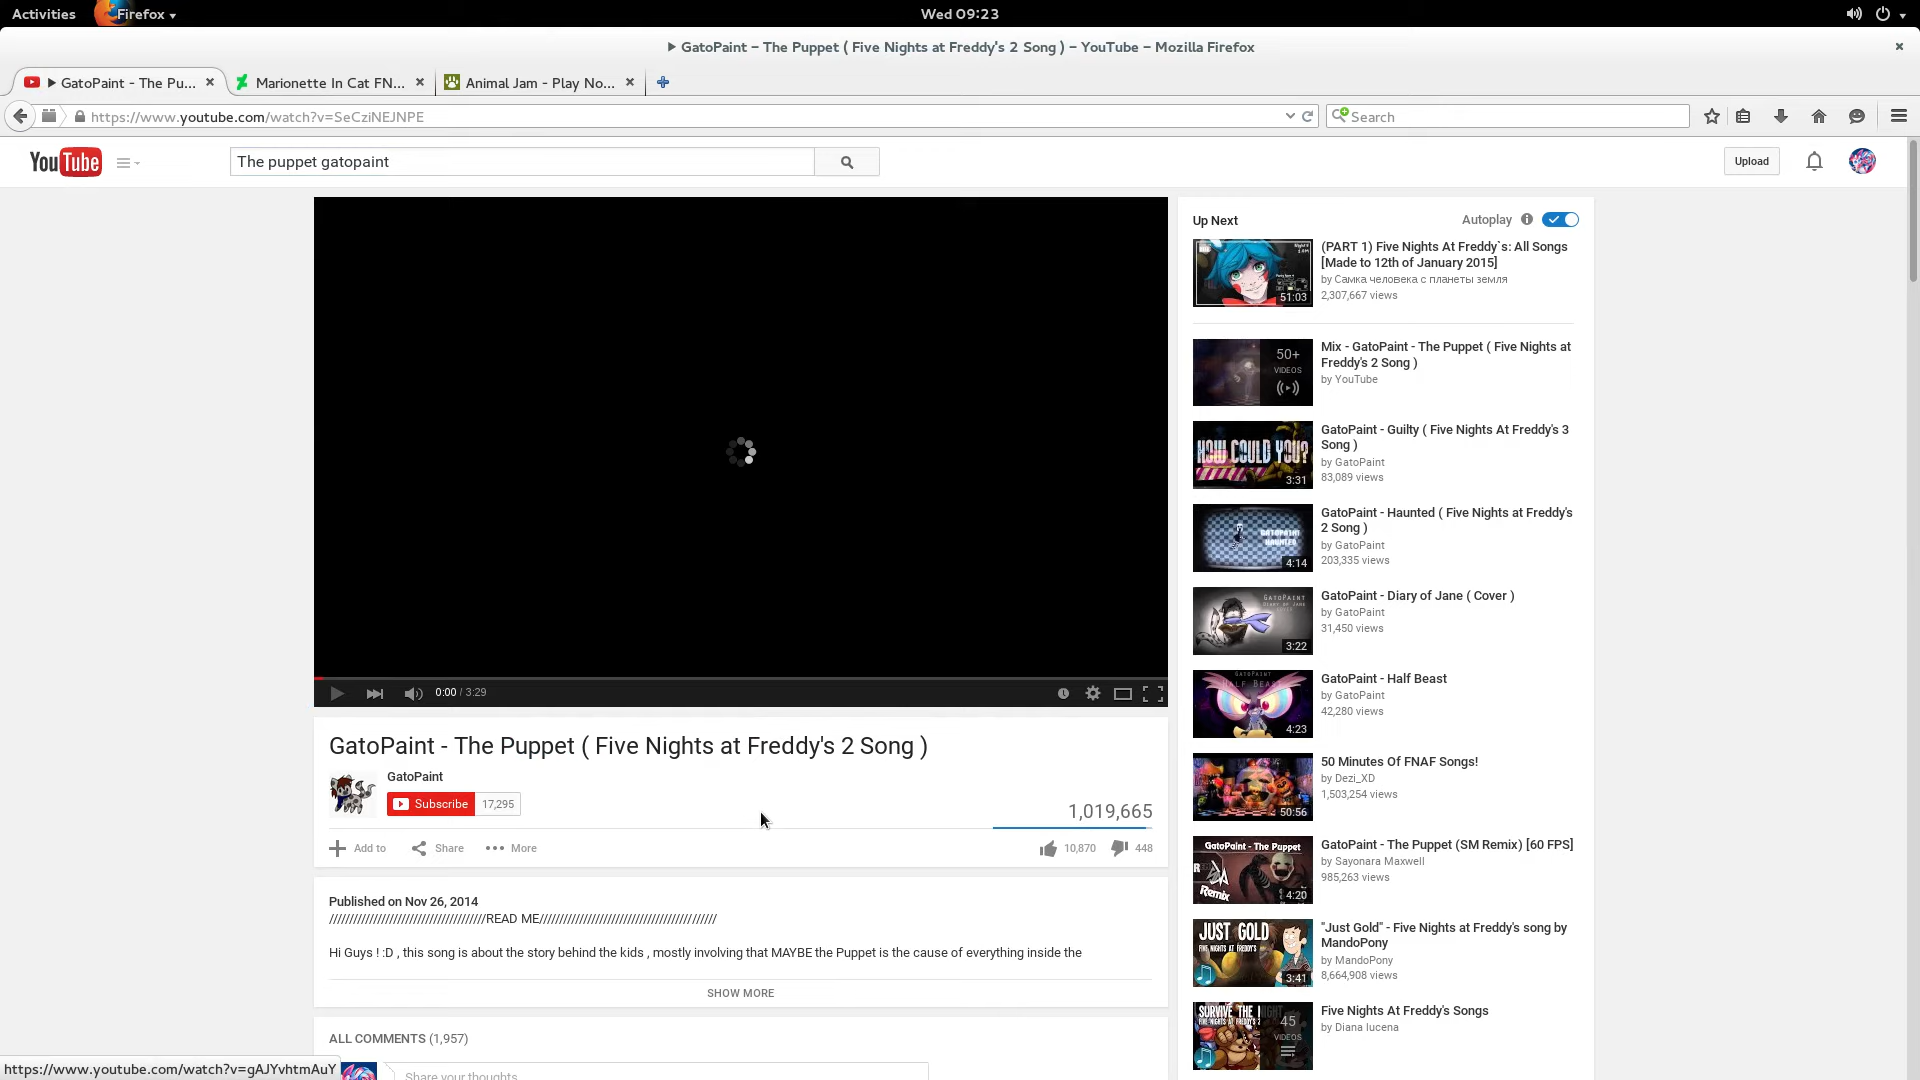 Activities
Firefox
Wed 09:23
GatoPaint – The Puppet ( Five Nights at Freddy's 2 Song ) – YouTube – Mozilla Firefox
GatoPaint - The Pu...
Marionette In Cat FN...
Animal Jam - Play No...
https://www.youtube.com/watch?v=SeCziNEJNPE
Search
YouTube
The puppet gatopaint
Upload
0:00 / 3:29
GatoPaint - The Puppet ( Five Nights at Freddy's 2 Song )
GatoPaint
Subscribe
17,295
1,019,665
Add to
Share
More
10,870
448
Published on Nov 26, 2014
///////////////////////////////////////READ ME////////////////////////////////////////////
Hi Guys ! :D , this song is about the story behind the kids , mostly involving that MAYBE the Puppet is the cause of everything inside the
SHOW MORE
ALL COMMENTS (1,957)
Share your thoughts
https://www.youtube.com/watch?v=gAJYvhtmAuY
Up Next
Autoplay
51:03
(PART 1) Five Nights At Freddy`s: All Songs
[Made to 12th of January 2015]
by Самка человека с планеты земля
2,307,667 views
50+
VIDEOS
Mix - GatoPaint - The Puppet ( Five Nights at
Freddy's 2 Song )
by YouTube
HOW COULD YOU?
3:31
GatoPaint - Guilty ( Five Nights At Freddy's 3
Song )
by GatoPaint
83,089 views
GATOPAINT
HAUNTED
4:14
GatoPaint - Haunted ( Five Nights at Freddy's
2 Song )
by GatoPaint
203,335 views
GATOPAINT
DIARY OF JANE
3:22
GatoPaint - Diary of Jane ( Cover )
by GatoPaint
31,450 views
GATOPAINT
HALF BEAST
4:23
GatoPaint - Half Beast
by GatoPaint
42,280 views
50:56
50 Minutes Of FNAF Songs!
by Dezi_XD
1,503,254 views
GatoPaint - The Puppet
Remix
4:20
GatoPaint - The Puppet (SM Remix) [60 FPS]
by Sayonara Maxwell
985,263 views
JUST GOLD
FIVE NIGHTS AT FREDDY'S
3:41
"Just Gold" - Five Nights at Freddy's song by
MandoPony
by MandoPony
8,664,908 views
SURVIVE THE NIGHT
FIVE NIGHTS AT FREDDY'S 2
45
VIDEOS
Five Nights At Freddy's Songs
by Diana lucena